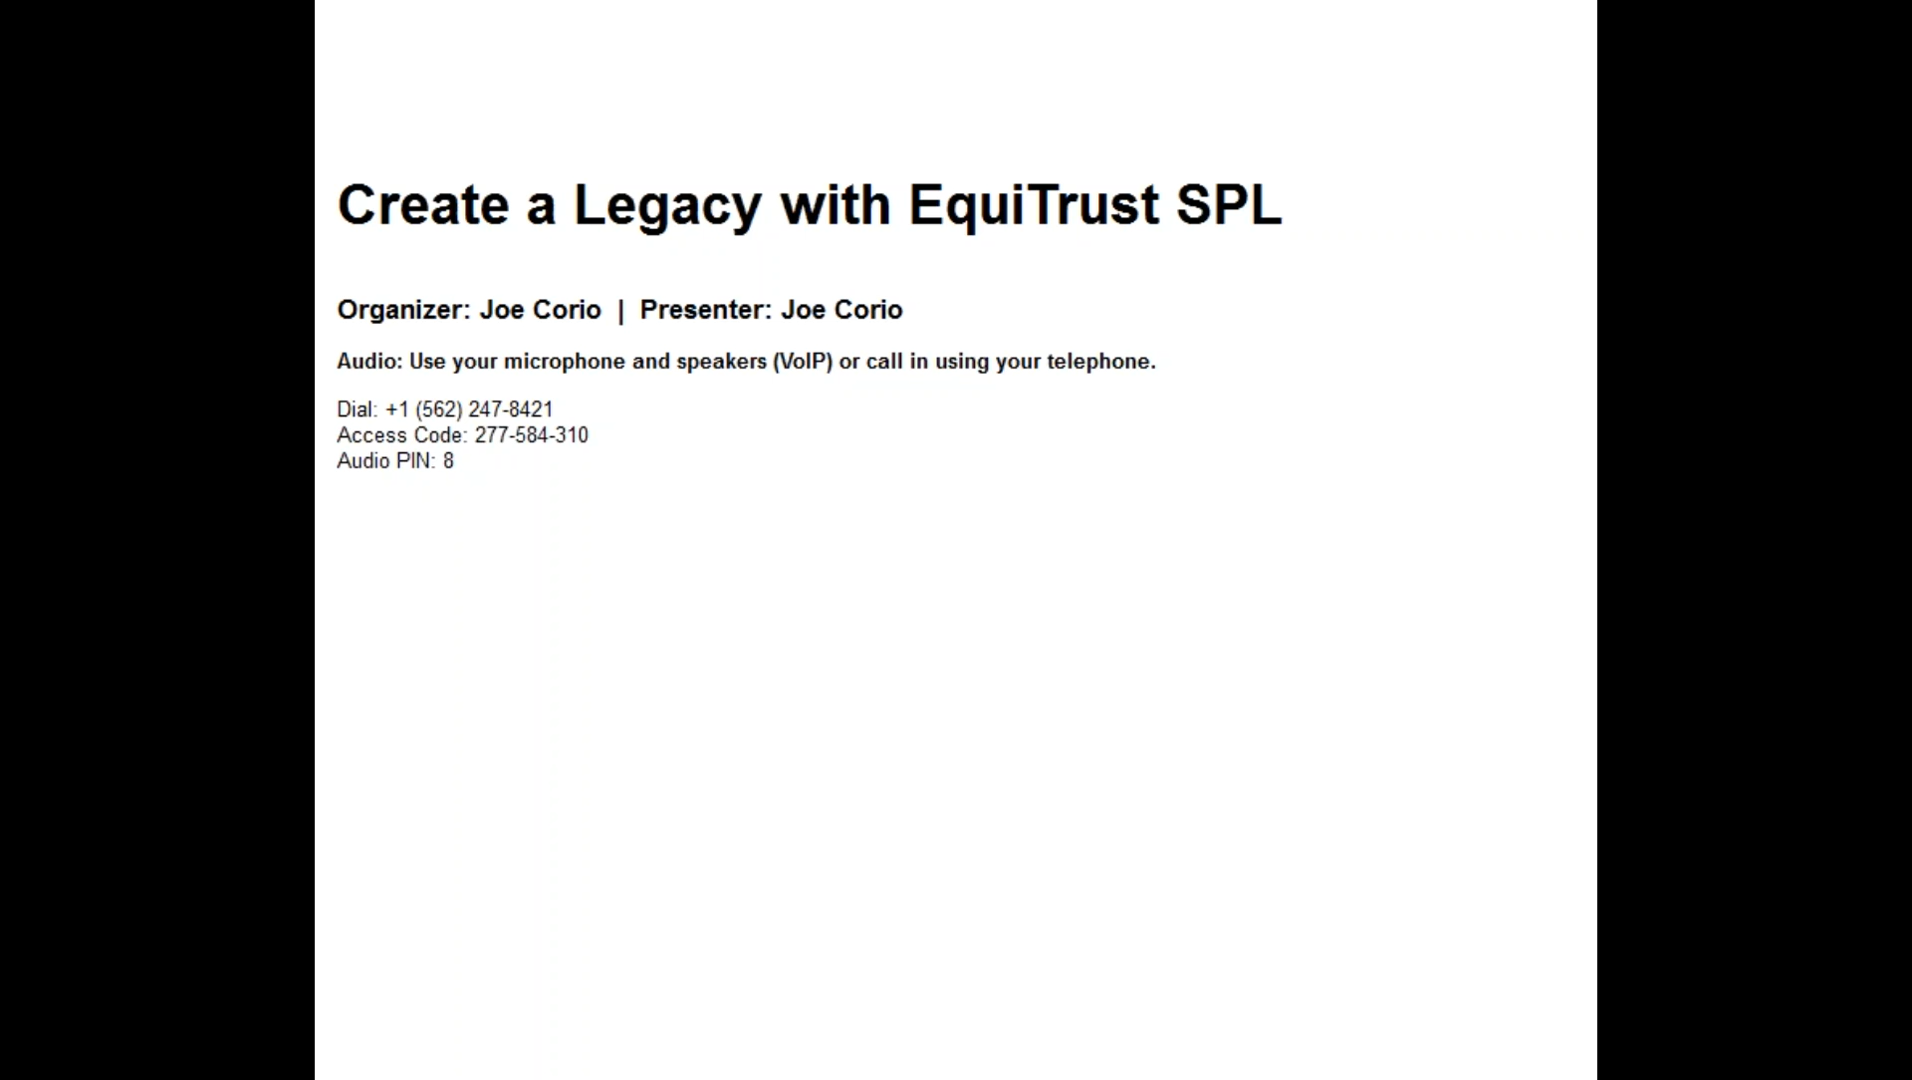 Create a Legacy with EquiTrust SPL
Organizer: Joe Corio | Presenter: Joe Corio
Audio: Use your microphone and speakers (VoIP) or call in using your telephone.
Dial: +1 (562) 247-8421
Access Code: 277-584-310
Audio PIN: 8